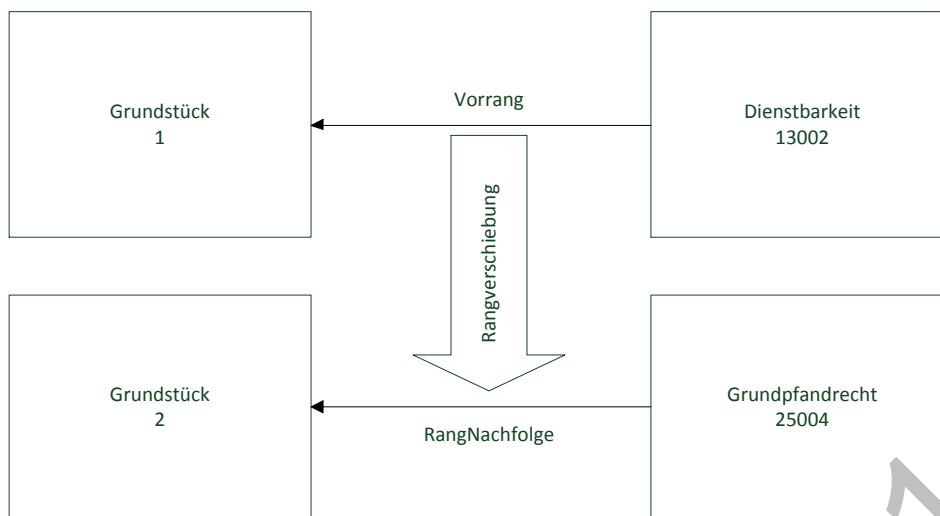 Grundstück
1
Vorrang
Dienstbarkeit
13002
Rangverschiebung
Grundstück
2
RangNachfolge
Grundpfandrecht
25004